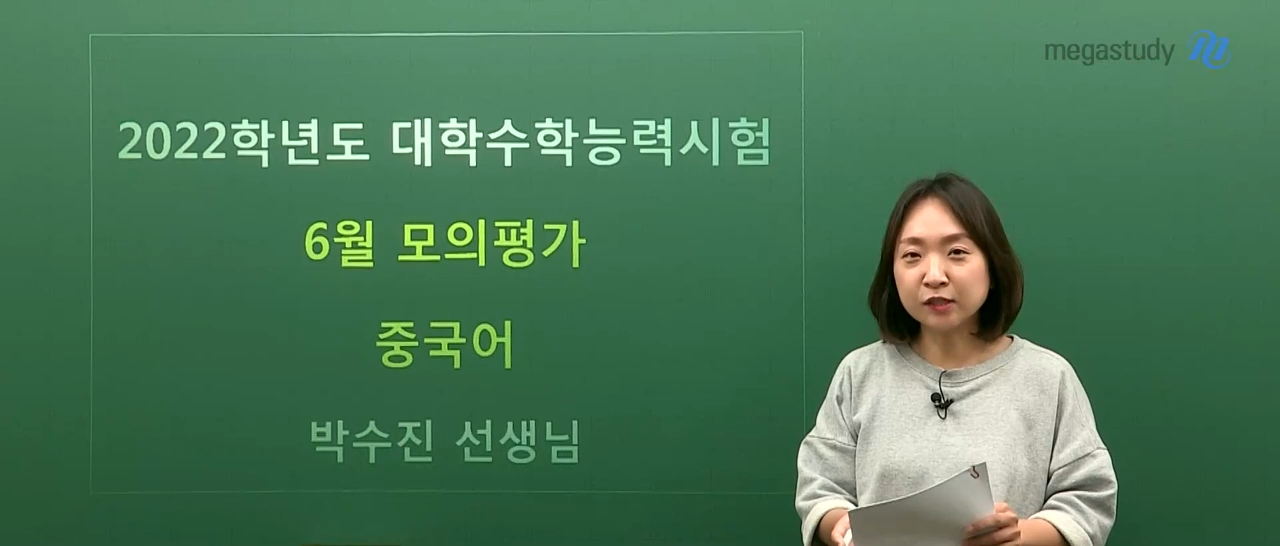 megastudy
2022학년도 대학수학능력시험
6월 모의평가
중국어
박수진 선생님